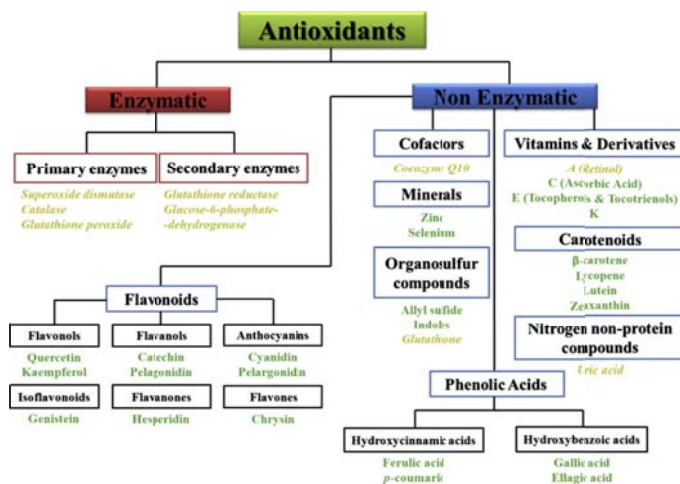 Antioxidants
Enzymatic
Non Enzymatic
Primary enzymes
Superoxide dismutase
Catalase
Glutathione peroxide
Secondary enzymes
Glutathione reductase
Glucose-6-phosphate-
-dehydrogenase
Cofactors
Coenzyme Q10
Minerals
Zinc
Selenism
Organosulfur
compounds
Allyl sufide
Indoles
Glutathone
Vitamins & Derivatives
A (Retinol)
C (Ascorbic Acid)
E (Tocopherols & Tocotrienols)
K
Carotenoids
β-carotene
Lycopene
Lutein
Zeaxanthin
Nitrogen non-protein
compounds
Uric acid
Flavonoids
Flavonols
Quercetin
Kaempferol
Flavanols
Catechin
Pelagonidin
Anthocyanins
Cyanidin
Pelargonidin
Isoflavonoids
Genistein
Flavanones
Hesperidin
Flavones
Chrysin
Phenolic Acids
Hydroxycinnamic acids
Ferulic acid
p-coumaric
Hydroxybezoic acids
Gallic acid
Ellagic acid